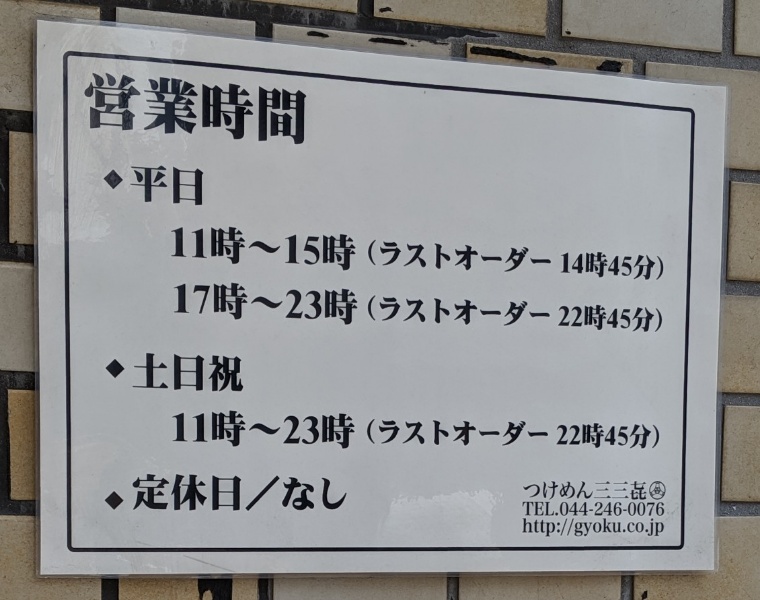 営業時間
◆平日
11時～15時（ラストオーダー 14時45分）
17時～23時（ラストオーダー 22時45分）
◆土日祝
11時～23時（ラストオーダー 22時45分）
◆定休日／なし
つけめん三三㐂
TEL.044-246-0076
http://gyoku.co.jp